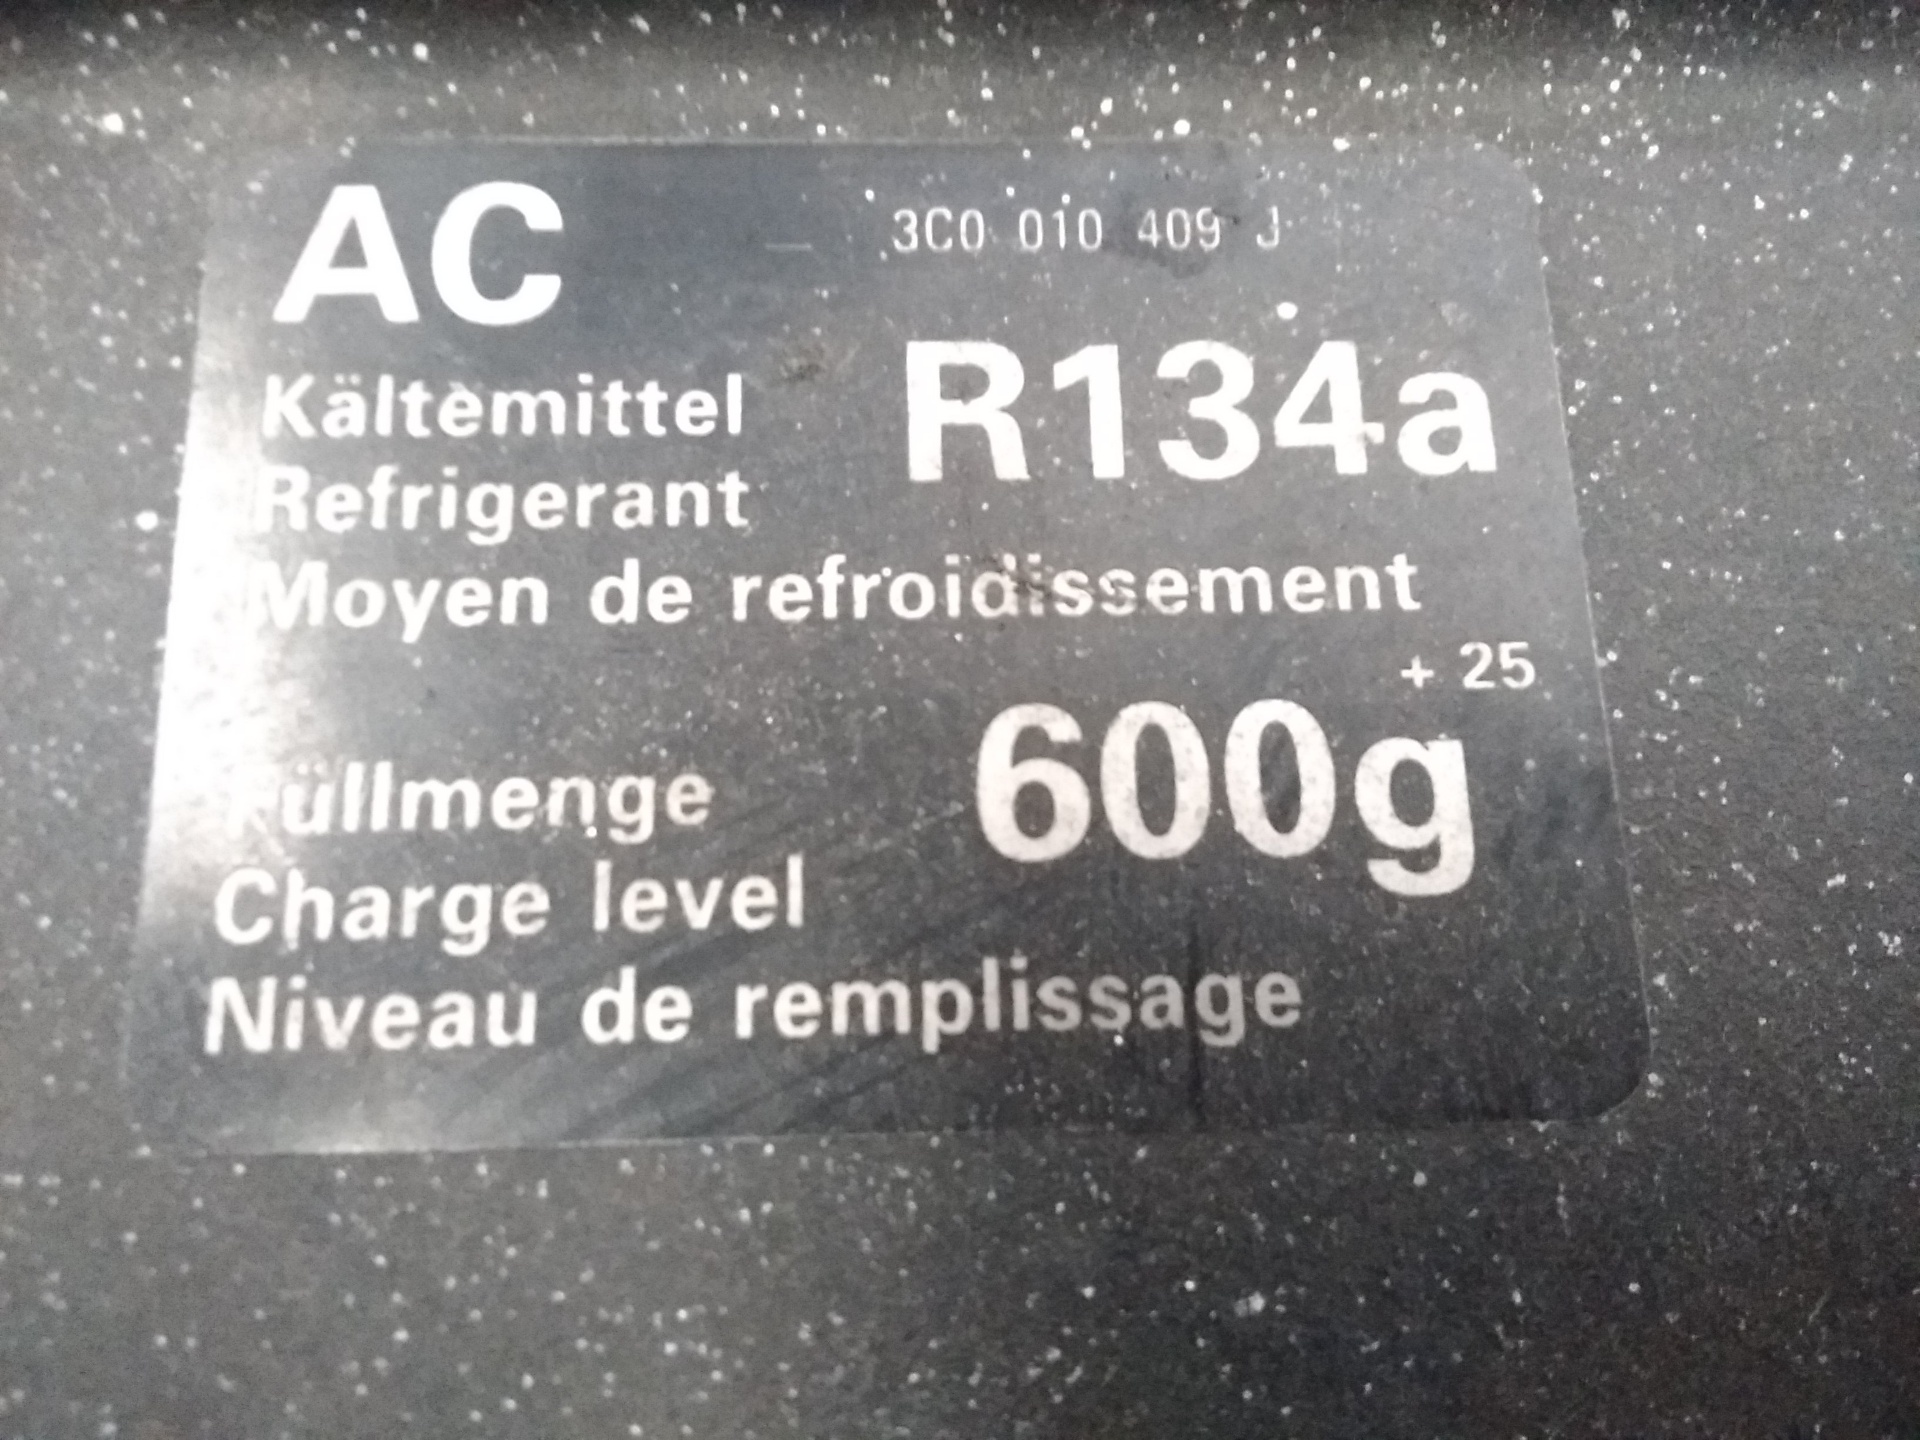 AC
3C0 010 409 J
Kältemittel
R134a
Refrigerant
Moyen de refroidissement
+ 25
600g
Füllmenge
Charge level
Niveau de remplissage